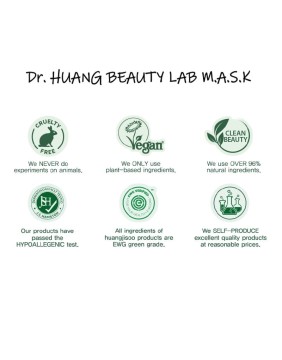 Dr. HUANG BEAUTY LAB M.A.S.K
CRUELTY
FREE
Vegan
CLEAN
BEAUTY
We NEVER do
experiments on animals.
We ONLY use
plant-based ingredients.
We use OVER 96%
natural ingredients.
Our products have
passed the
HYPOALLEGENIC test.
All ingredients of
huangjisoo products are
EWG green grade.
We SELF-PRODUCE
excellent quality products
at reasonable prices.